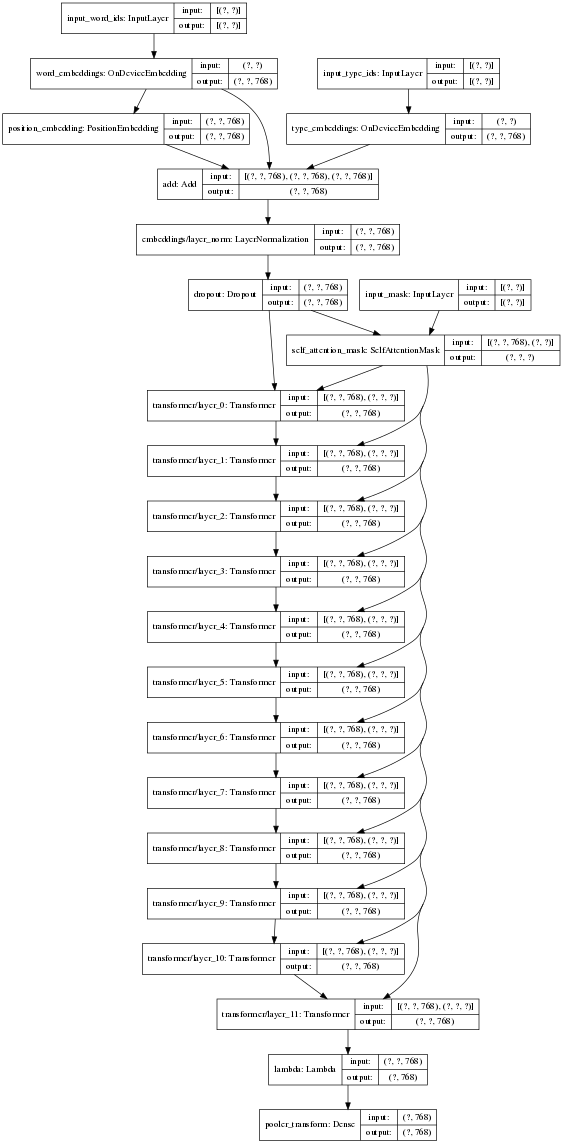 input_word_ids: InputLayer
input: [(?, ?)]
output: [(?, ?)]
word_embeddings: OnDeviceEmbedding
input: (?, ?)
output: (?, ?, 768)
input_type_ids: InputLayer
input: [(?, ?)]
output: [(?, ?)]
position_embedding: PositionEmbedding
input: (?, ?, 768)
output: (?, ?, 768)
type_embeddings: OnDeviceEmbedding
input: (?, ?)
output: (?, ?, 768)
add: Add
input: [(?, ?, 768), (?, ?, 768), (?, ?, 768)]
output: (?, ?, 768)
embeddings/layer_norm: LayerNormalization
input: (?, ?, 768)
output: (?, ?, 768)
dropout: Dropout
input: (?, ?, 768)
output: (?, ?, 768)
input_mask: InputLayer
input: [(?, ?)]
output: [(?, ?)]
self_attention_mask: SelfAttentionMask
input: [(?, ?, 768), (?, ?)]
output: (?, ?, ?)
transformer/layer_0: Transformer
input: [(?, ?, 768), (?, ?, ?)]
output: (?, ?, 768)
transformer/layer_1: Transformer
input: [(?, ?, 768), (?, ?, ?)]
output: (?, ?, 768)
transformer/layer_2: Transformer
input: [(?, ?, 768), (?, ?, ?)]
output: (?, ?, 768)
transformer/layer_3: Transformer
input: [(?, ?, 768), (?, ?, ?)]
output: (?, ?, 768)
transformer/layer_4: Transformer
input: [(?, ?, 768), (?, ?, ?)]
output: (?, ?, 768)
transformer/layer_5: Transformer
input: [(?, ?, 768), (?, ?, ?)]
output: (?, ?, 768)
transformer/layer_6: Transformer
input: [(?, ?, 768), (?, ?, ?)]
output: (?, ?, 768)
transformer/layer_7: Transformer
input: [(?, ?, 768), (?, ?, ?)]
output: (?, ?, 768)
transformer/layer_8: Transformer
input: [(?, ?, 768), (?, ?, ?)]
output: (?, ?, 768)
transformer/layer_9: Transformer
input: [(?, ?, 768), (?, ?, ?)]
output: (?, ?, 768)
transformer/layer_10: Transformer
input: [(?, ?, 768), (?, ?, ?)]
output: (?, ?, 768)
transformer/layer_11: Transformer
input: [(?, ?, 768), (?, ?, ?)]
output: (?, ?, 768)
lambda: Lambda
input: (?, ?, 768)
output: (?, 768)
pooler_transform: Dense
input: (?, 768)
output: (?, 768)